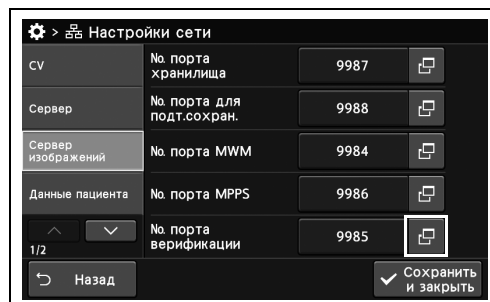 > Настройки сети
CV
Сервер
Сервер
изображений
Данные пациента
1/2
№ порта
хранилища
9987
№ порта для
подт.сохран.
9988
№ порта MWM
9984
№ порта MPPS
9986
№ порта
верификации
9985
Назад
Сохранить
и закрыть